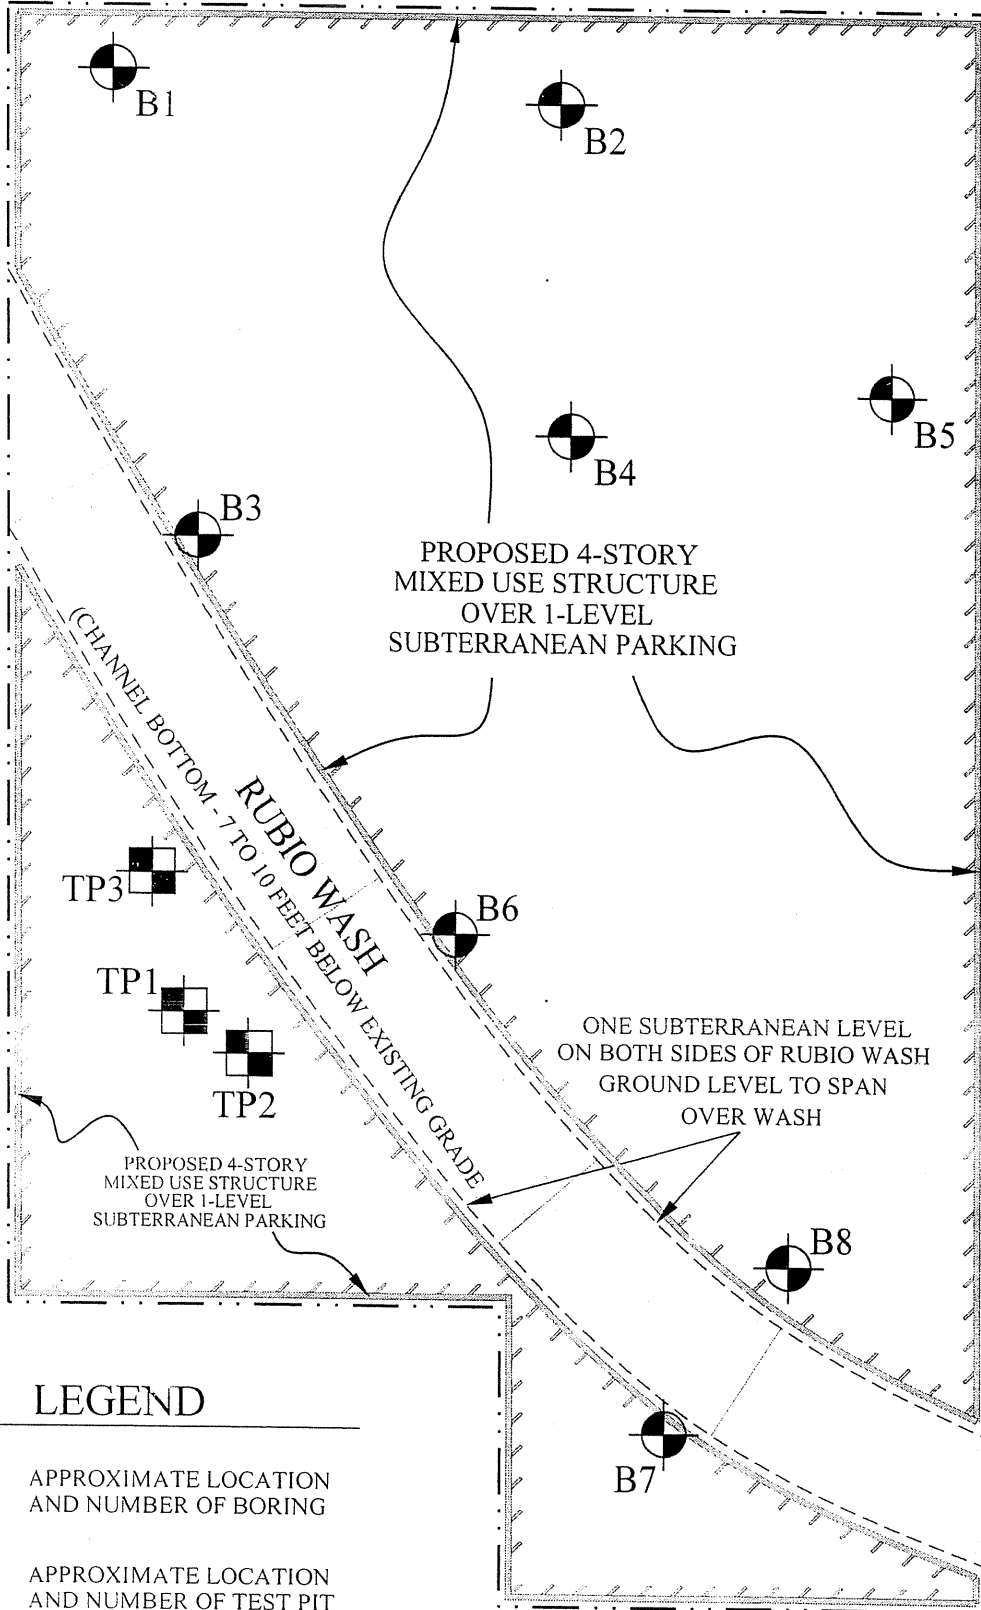 B1
B2
B5
B4
B3
PROPOSED 4-STORY
MIXED USE STRUCTURE
OVER 1-LEVEL
SUBTERRANEAN PARKING
(CHANNEL BOTTOM - 7 TO 10 FEET BELOW EXISTING GRADE
RUBIO WASH
TP3
B6
TP1
TP2
ONE SUBTERRANEAN LEVEL
ON BOTH SIDES OF RUBIO WASH
GROUND LEVEL TO SPAN
OVER WASH
PROPOSED 4-STORY
MIXED USE STRUCTURE
OVER 1-LEVEL
SUBTERRANEAN PARKING
B8
B7
LEGEND
APPROXIMATE LOCATION
AND NUMBER OF BORING
APPROXIMATE LOCATION
AND NUMBER OF TEST PIT